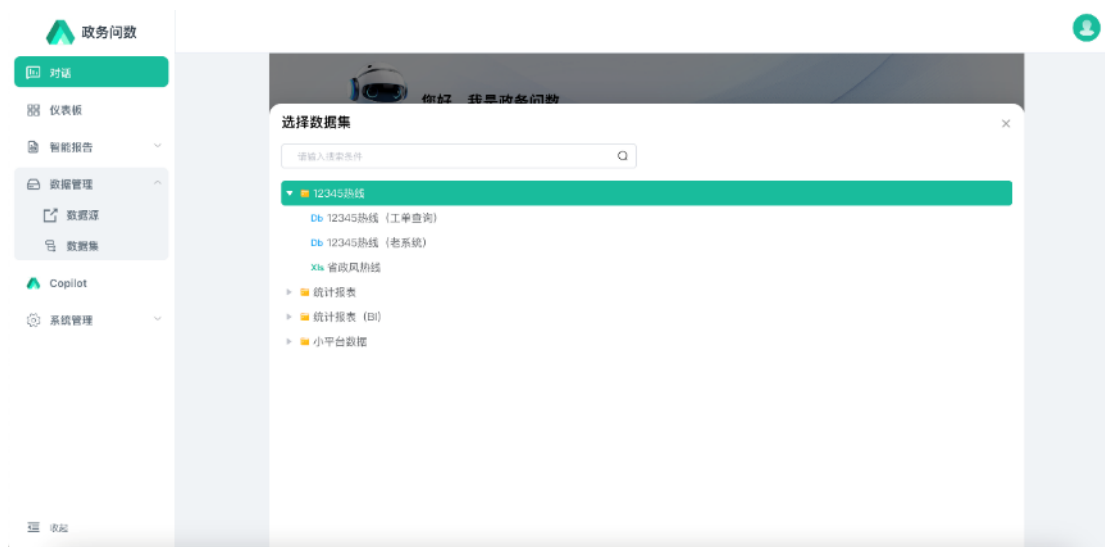 政务问数
对话
仪表板
智能报告
数据管理
数据源
数据集
Copilot
系统管理
收起
您好，我是政务问数
选择数据集
请输入搜索条件
12345热线
Db 12345热线（工单查询）
Db 12345热线（老系统）
Xls 省政风热线
统计报表
统计报表（BI）
小平台数据